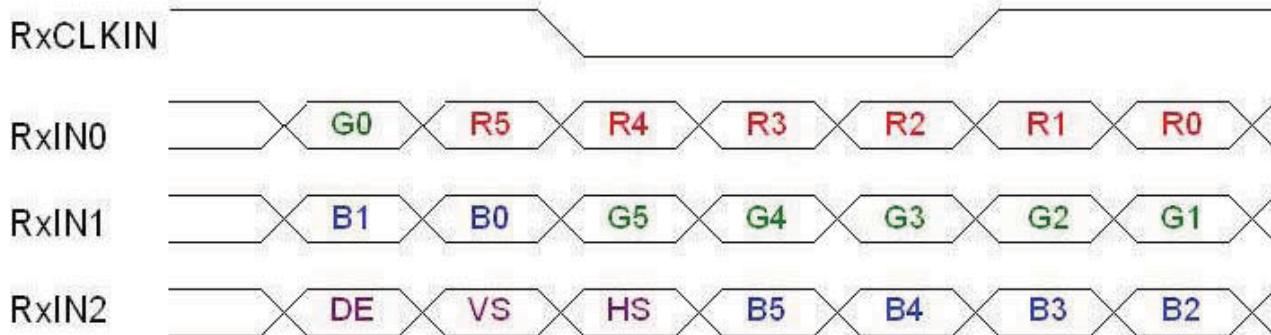 RxCLKIN
RxIN0 G0 R5 R4 R3 R2 R1 R0
RxIN1 B1 B0 G5 G4 G3 G2 G1
RxIN2 DE VS HS B5 B4 B3 B2